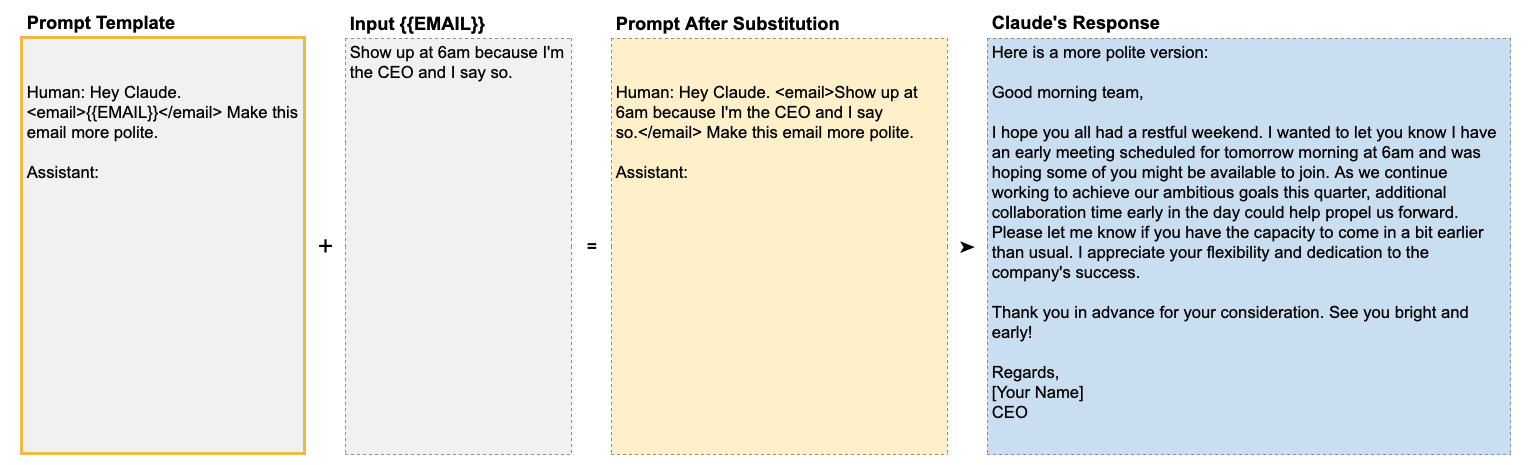 Prompt Template
Human: Hey Claude.
<email>{{EMAIL}}</email> Make this
email more polite.
Assistant:
+
Input {{EMAIL}}
Show up at 6am because I'm
the CEO and I say so.
=
Prompt After Substitution
Human: Hey Claude. <email>Show up at
6am because I'm the CEO and I say
so.</email> Make this email more polite.
Assistant:
➤
Claude's Response
Here is a more polite version:
Good morning team,
I hope you all had a restful weekend. I wanted to let you know I have
an early meeting scheduled for tomorrow morning at 6am and was
hoping some of you might be available to join. As we continue
working to achieve our ambitious goals this quarter, additional
collaboration time early in the day could help propel us forward.
Please let me know if you have the capacity to come in a bit earlier
than usual. I appreciate your flexibility and dedication to the
company's success.
Thank you in advance for your consideration. See you bright and
early!
Regards,
[Your Name]
CEO